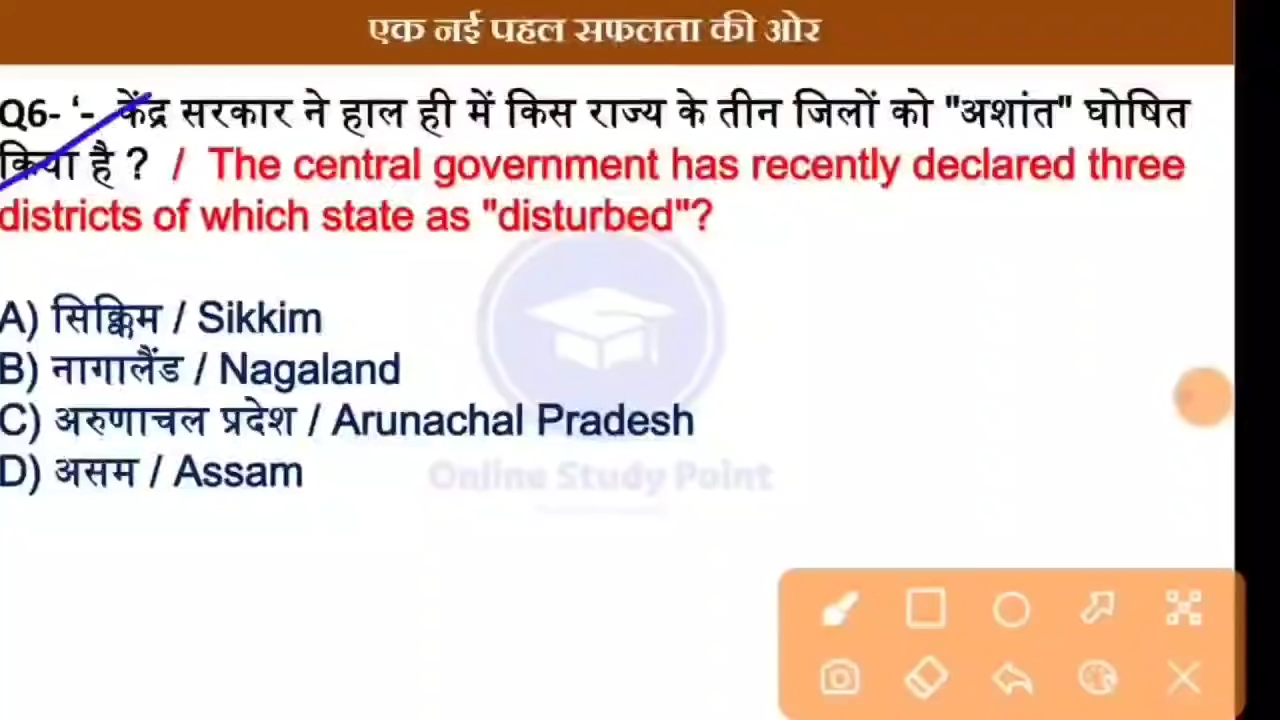 एक नई पहल सफलता की ओर
Q6- ‘- केंद्र सरकार ने हाल ही में किस राज्य के तीन जिलों को "अशांत" घोषित
किया है ? / The central government has recently declared three
districts of which state as "disturbed"?
A) सिक्किम / Sikkim
B) नागालैंड / Nagaland
C) अरुणाचल प्रदेश / Arunachal Pradesh
D) असम / Assam
Online Study Point